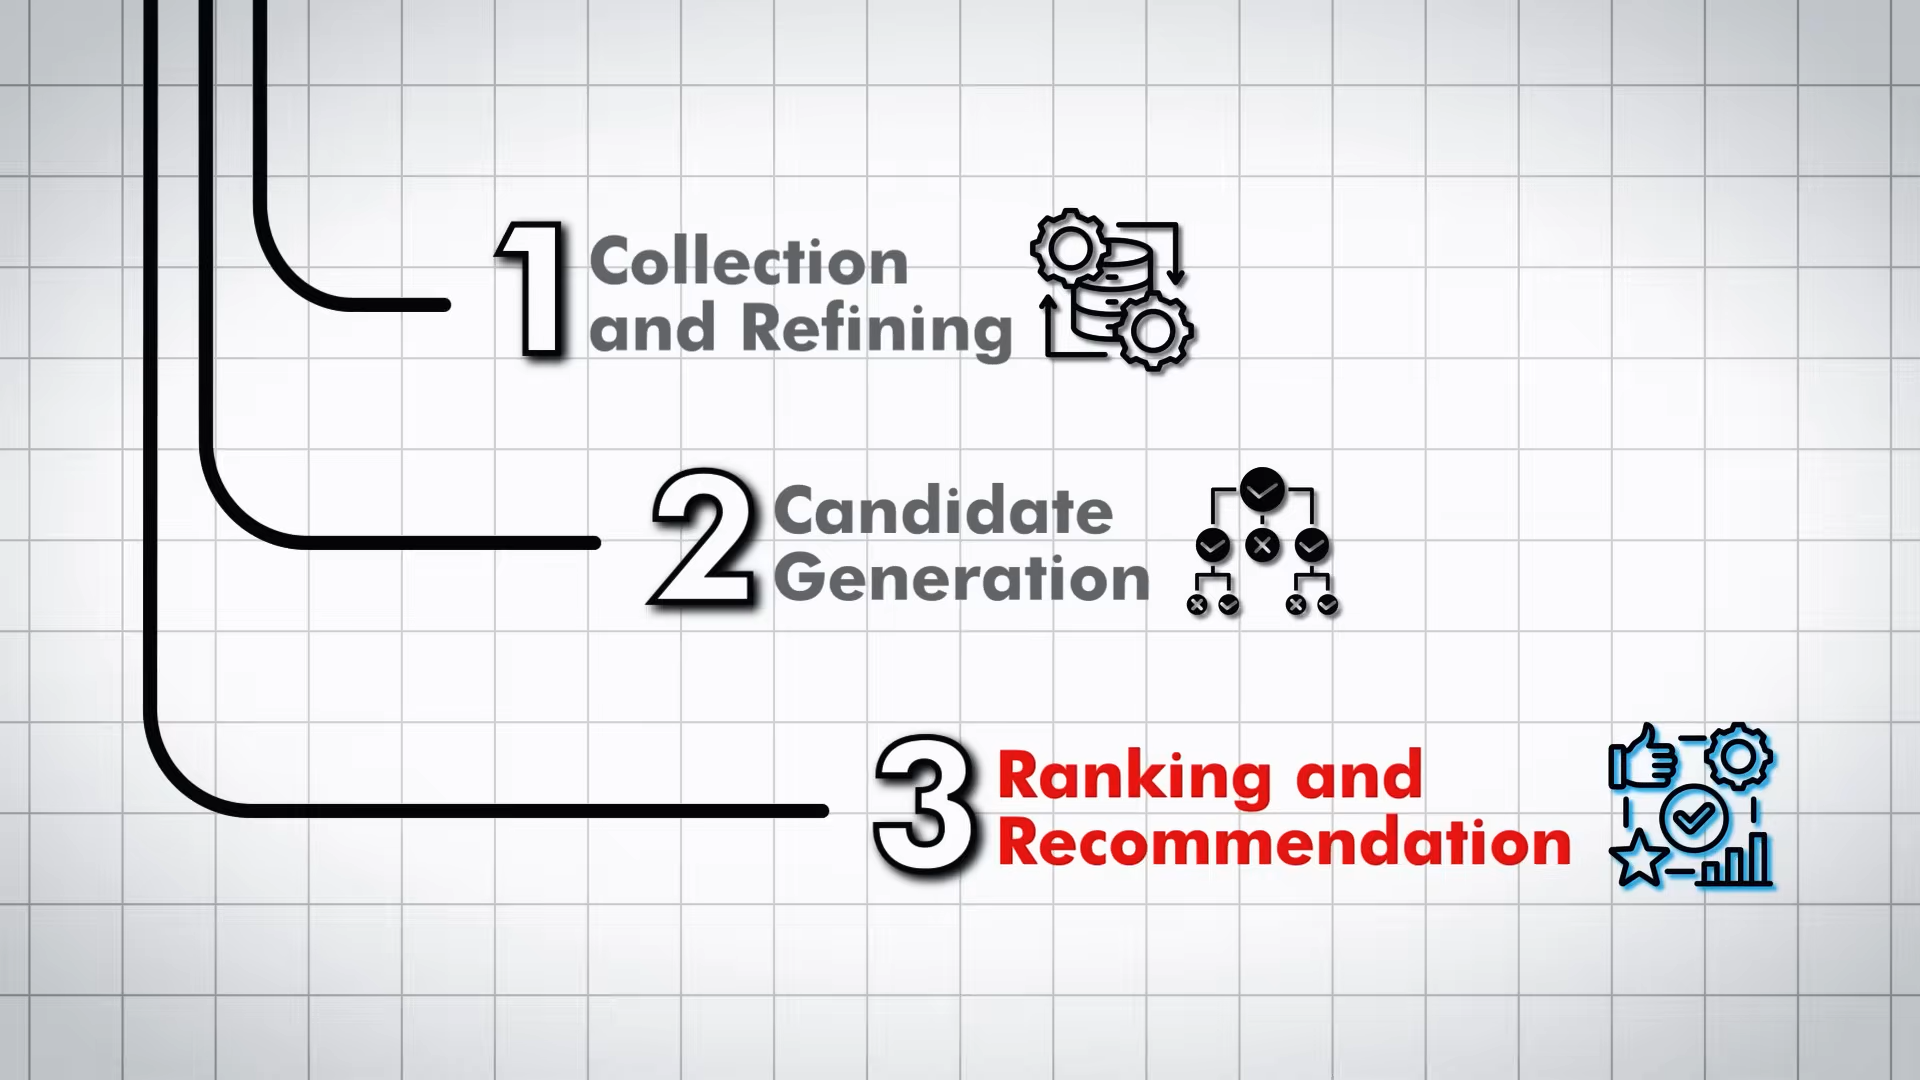 1 Collection
and Refining
2 Candidate
Generation
3 Ranking and
Recommendation